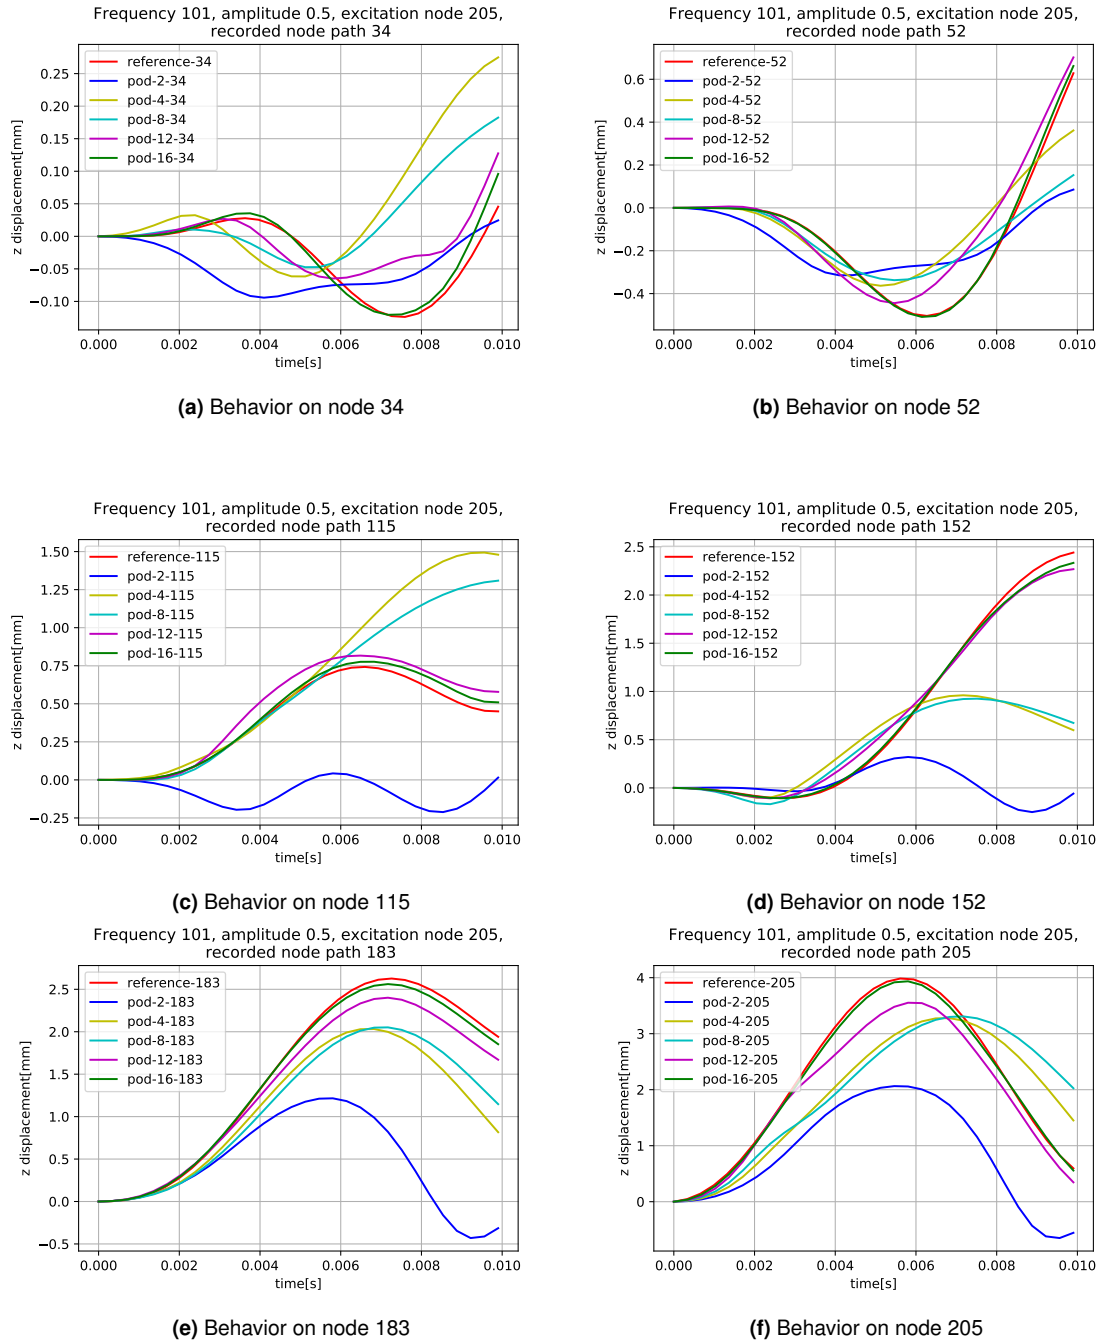 Frequency 101, amplitude 0.5, excitation node 205,
recorded node path 34
z displacement[mm]
0.25
0.20
0.15
0.10
0.05
0.00
−0.05
−0.10
reference-34
pod-2-34
pod-4-34
pod-8-34
pod-12-34
pod-16-34
0.000 0.002 0.004 0.006 0.008 0.010
time[s]
(a) Behavior on node 34
Frequency 101, amplitude 0.5, excitation node 205,
recorded node path 52
z displacement[mm]
0.6
0.4
0.2
0.0
−0.2
−0.4
reference-52
pod-2-52
pod-4-52
pod-8-52
pod-12-52
pod-16-52
0.000 0.002 0.004 0.006 0.008 0.010
time[s]
(b) Behavior on node 52
Frequency 101, amplitude 0.5, excitation node 205,
recorded node path 115
z displacement[mm]
1.50
1.25
1.00
0.75
0.50
0.25
0.00
−0.25
reference-115
pod-2-115
pod-4-115
pod-8-115
pod-12-115
pod-16-115
0.000 0.002 0.004 0.006 0.008 0.010
time[s]
(c) Behavior on node 115
Frequency 101, amplitude 0.5, excitation node 205,
recorded node path 152
z displacement[mm]
2.5
2.0
1.5
1.0
0.5
0.0
reference-152
pod-2-152
pod-4-152
pod-8-152
pod-12-152
pod-16-152
0.000 0.002 0.004 0.006 0.008 0.010
time[s]
(d) Behavior on node 152
Frequency 101, amplitude 0.5, excitation node 205,
recorded node path 183
z displacement[mm]
2.5
2.0
1.5
1.0
0.5
0.0
−0.5
reference-183
pod-2-183
pod-4-183
pod-8-183
pod-12-183
pod-16-183
0.000 0.002 0.004 0.006 0.008 0.010
time[s]
(e) Behavior on node 183
Frequency 101, amplitude 0.5, excitation node 205,
recorded node path 205
z displacement[mm]
4
3
2
1
0
reference-205
pod-2-205
pod-4-205
pod-8-205
pod-12-205
pod-16-205
0.000 0.002 0.004 0.006 0.008 0.010
time[s]
(f) Behavior on node 205